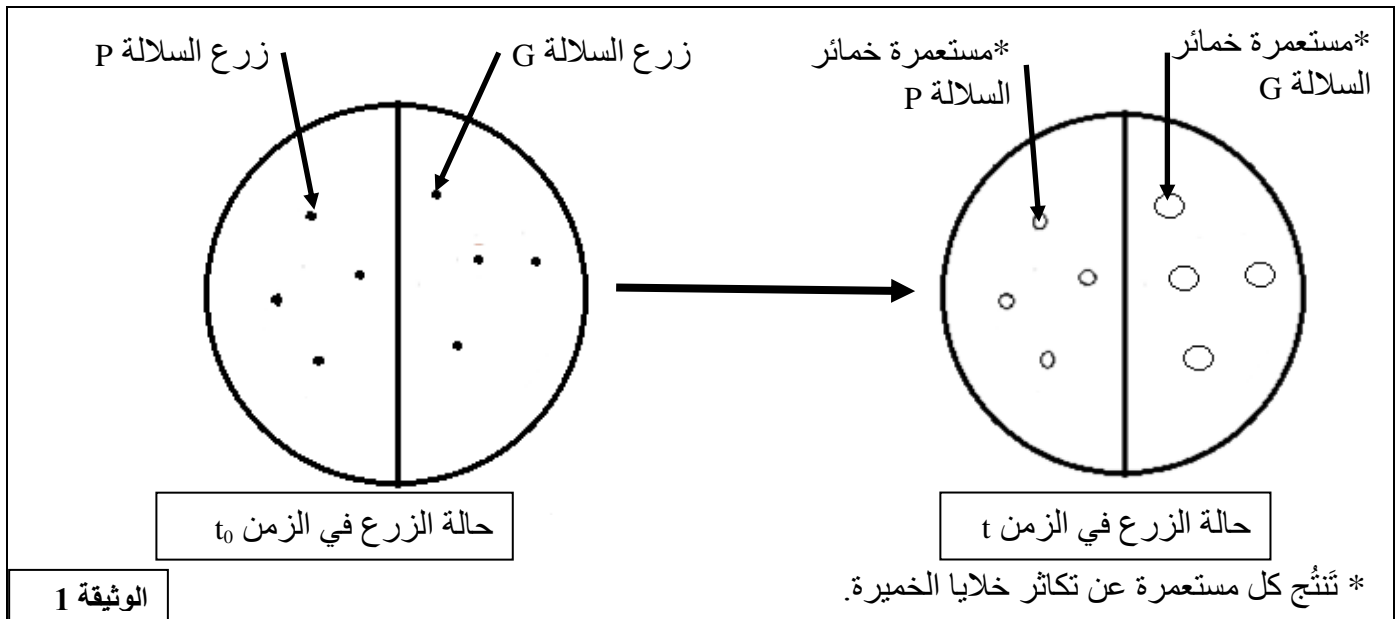 زرع السلالة P
زرع السلالة G
*مستعمرة خمائر
السلالة P
*مستعمرة خمائر
السلالة G
حالة الزرع في الزمن t₀
حالة الزرع في الزمن t
* تَنتُج كل مستعمرة عن تكاثر خلايا الخميرة.
الوثيقة 1